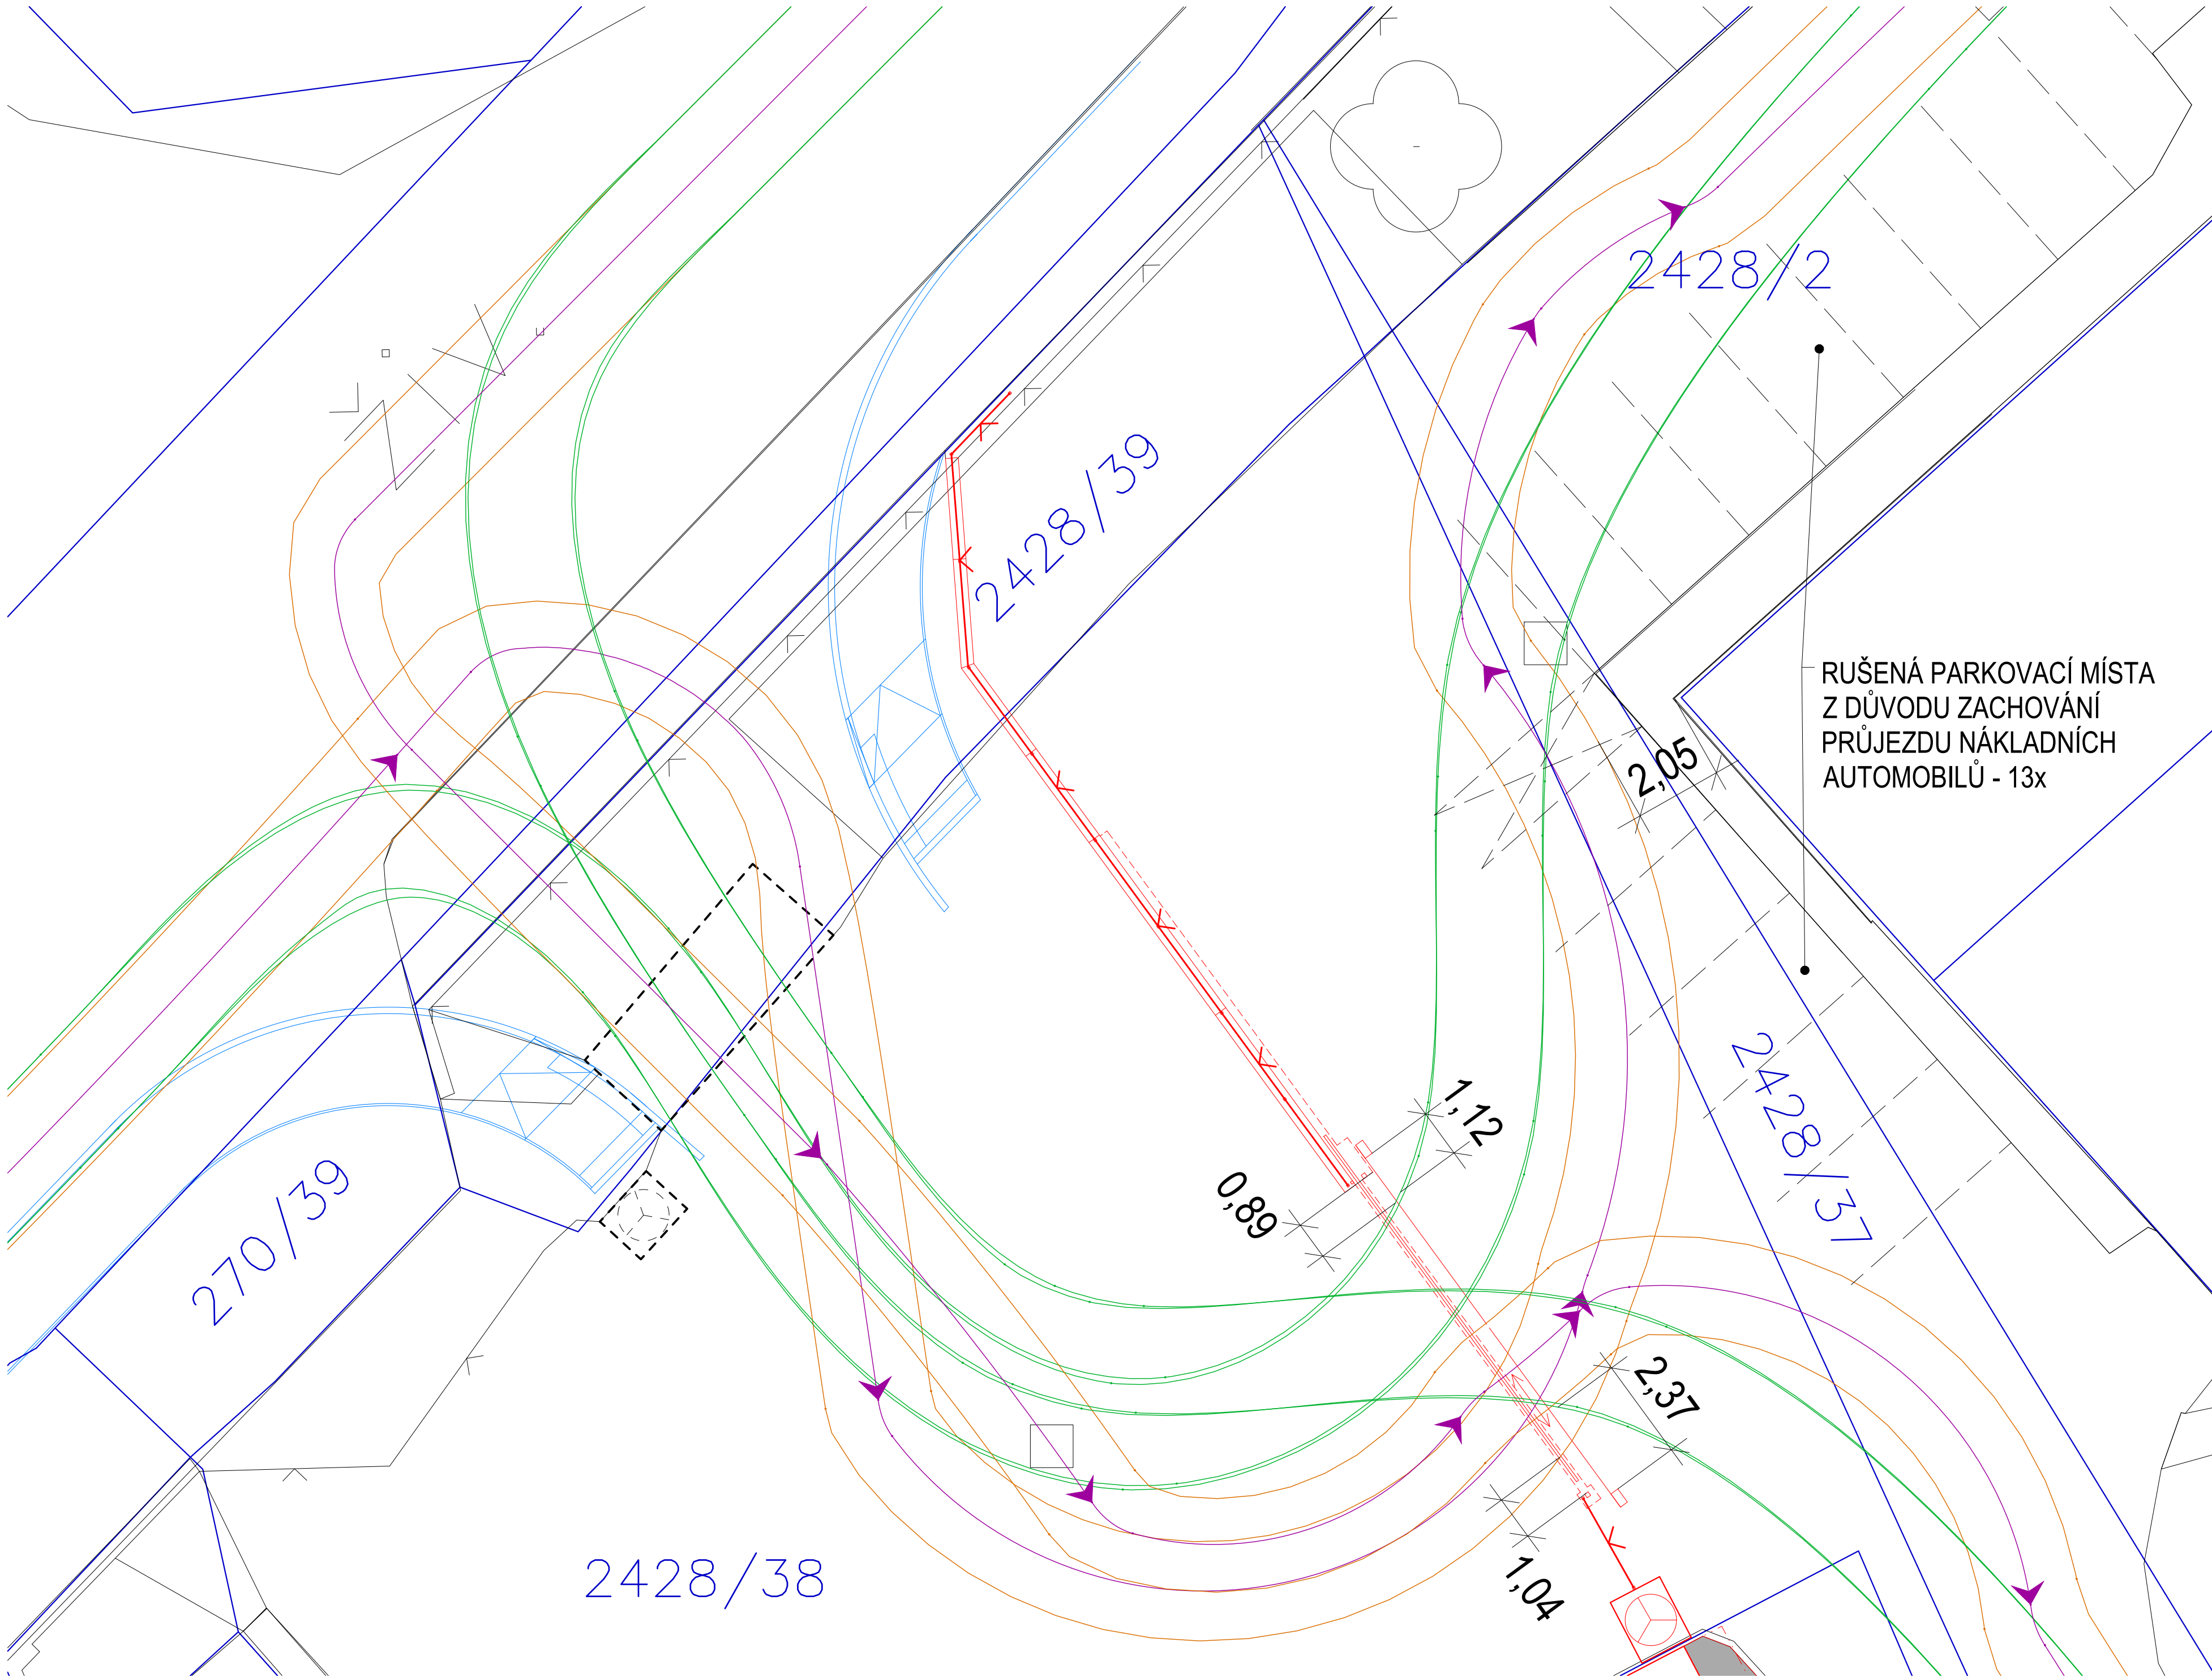 2428/2
2428/39
RUŠENÁ PARKOVACÍ MÍSTA
Z DŮVODU ZACHOVÁNÍ
PRŮJEZDU NÁKLADNÍCH
AUTOMOBILŮ - 13x
2,05
1,12
0,89
2428/37
270/39
2,37
1,04
2428/38